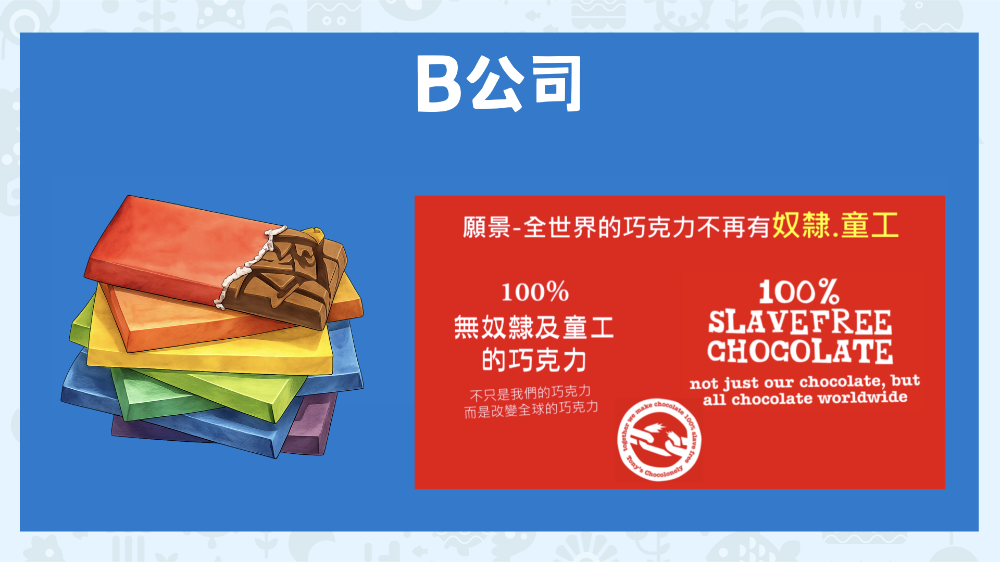 B公司
願景-全世界的巧克力不再有奴隸.童工
100%
無奴隸及童工
的巧克力
不只是我們的巧克力
而是改變全球的巧克力
100%
SLAVEFREE
CHOCOLATE
not just our chocolate, but
all chocolate worldwide
together we make chocolate 100% slave free
Tony's Chocolonely